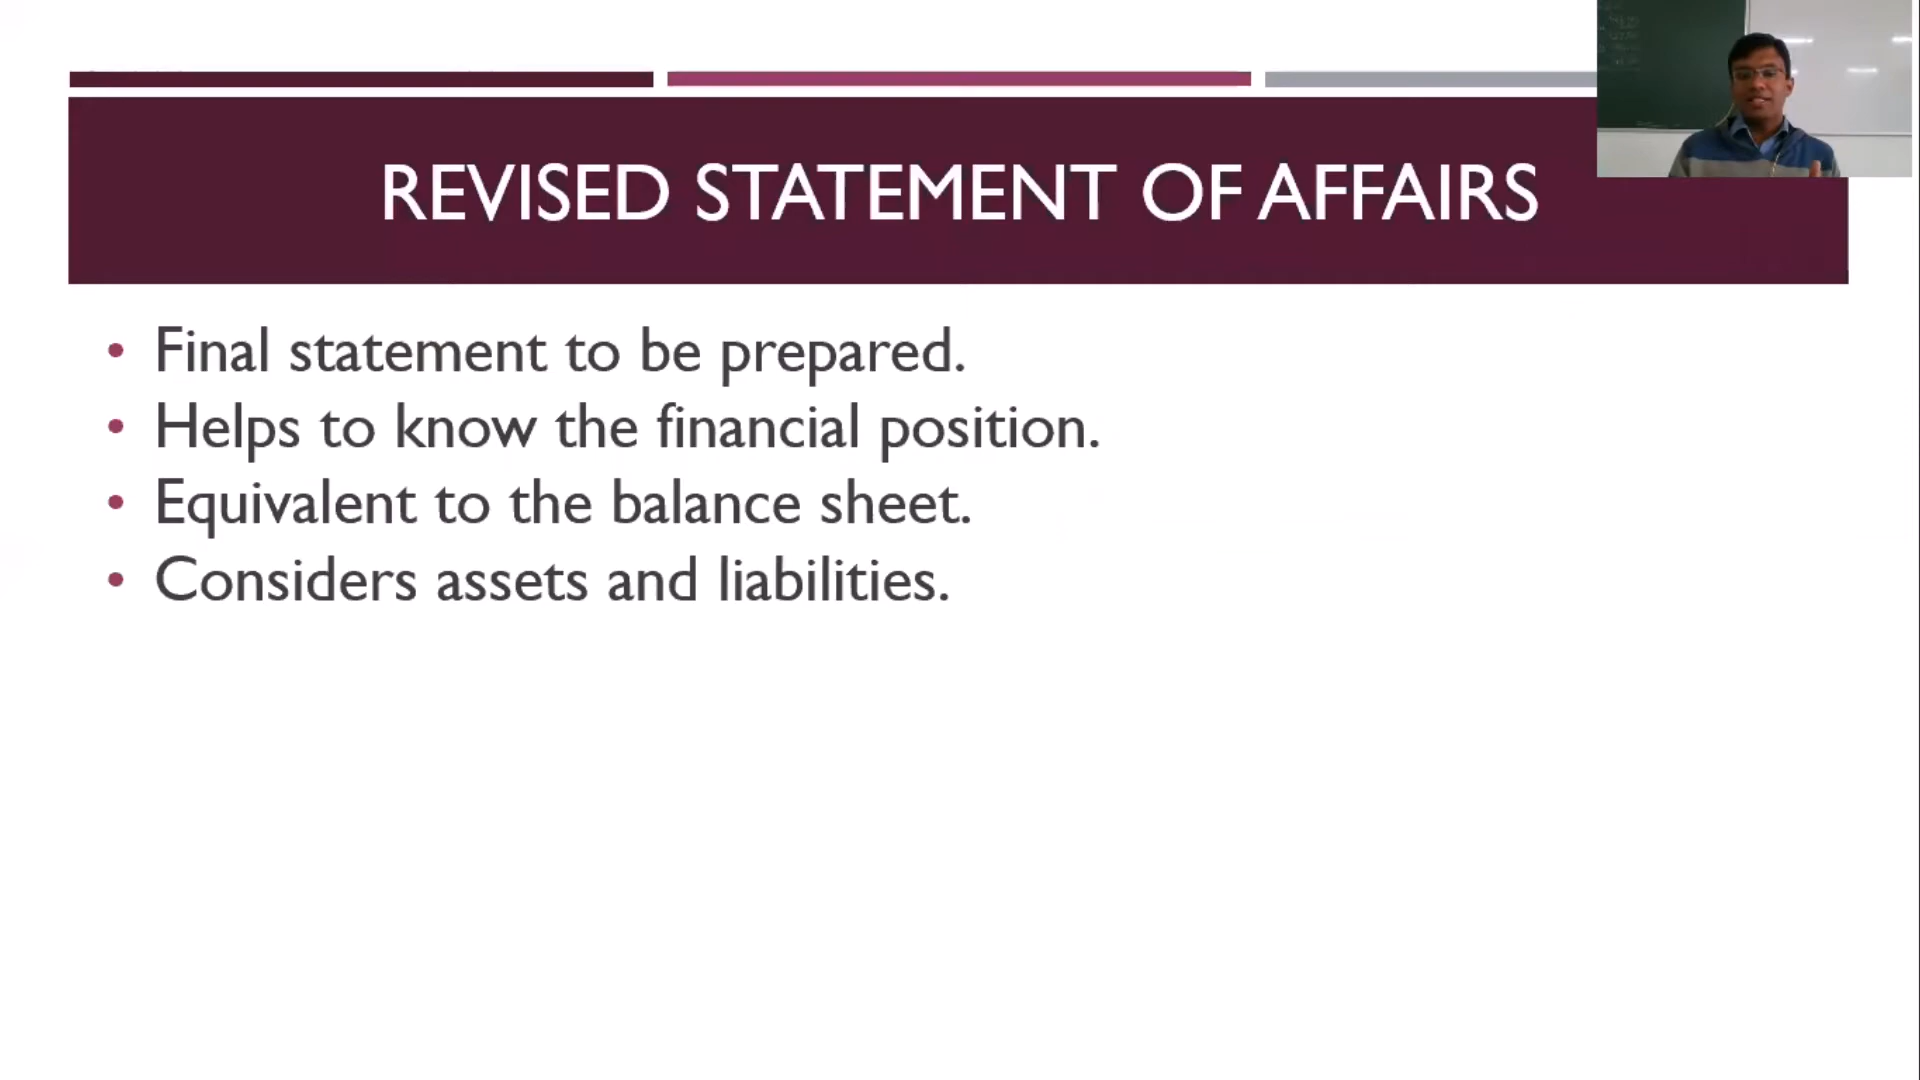 REVISED STATEMENT OF AFFAIRS
• Final statement to be prepared.
• Helps to know the financial position.
• Equivalent to the balance sheet.
• Considers assets and liabilities.